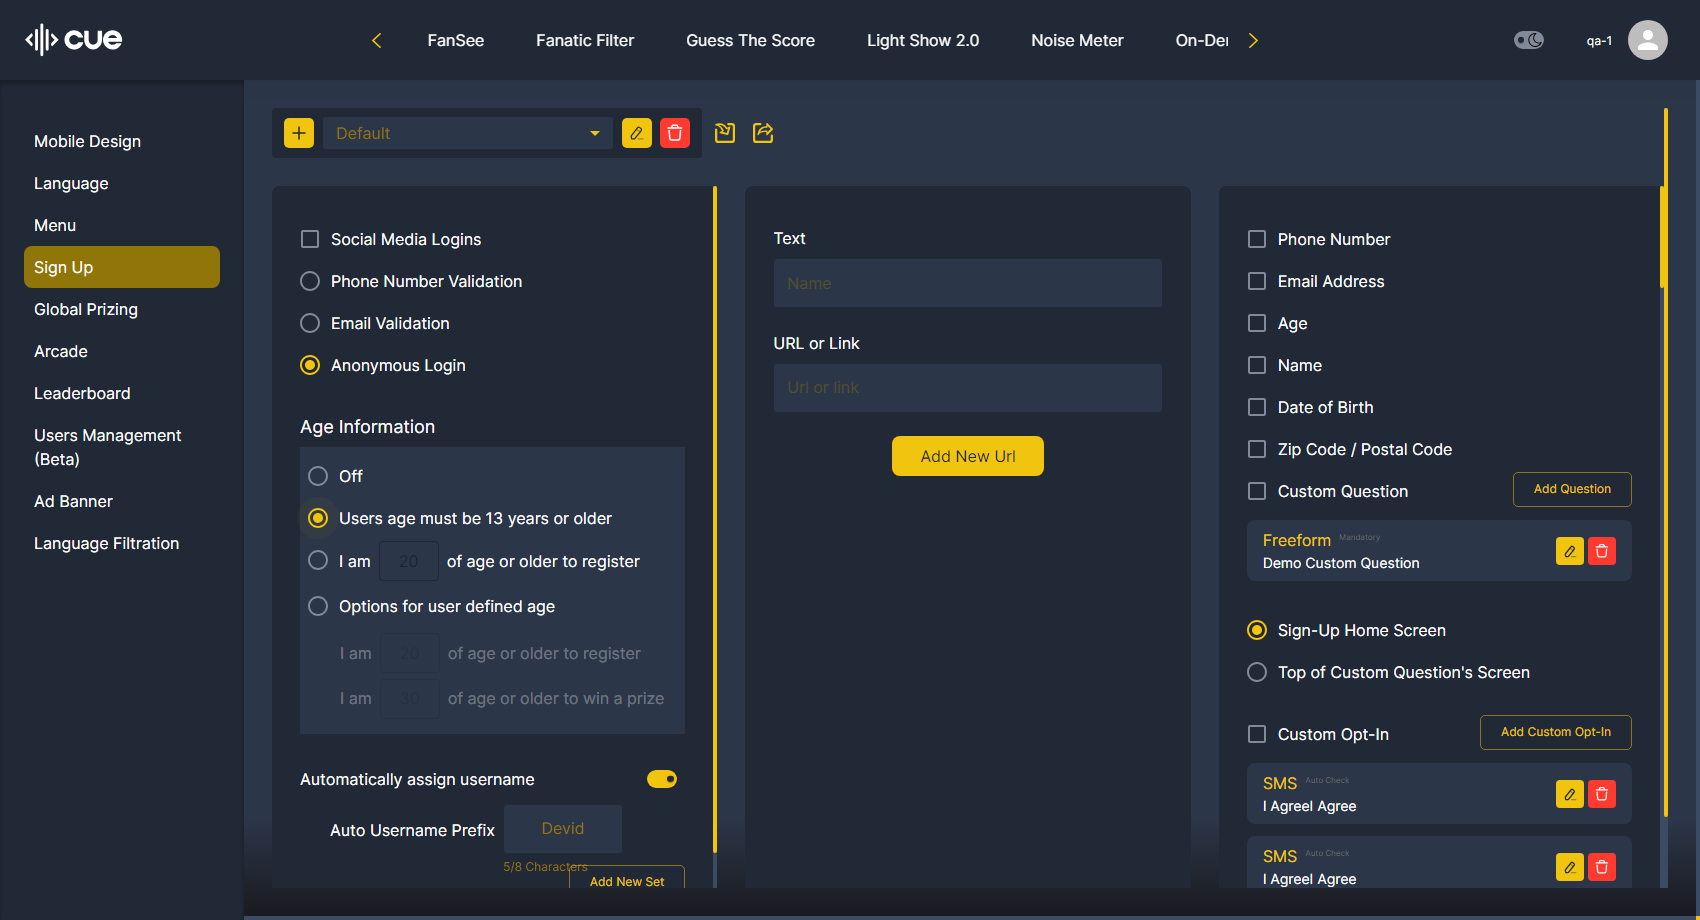 cue
FanSee
Fanatic Filter
Guess The Score
Light Show 2.0
Noise Meter
On-De
qa-1
Mobile Design
Language
Menu
Sign Up
Global Prizing
Arcade
Leaderboard
Users Management
(Beta)
Ad Banner
Language Filtration
Default
Social Media Logins
Phone Number Validation
Email Validation
Anonymous Login
Age Information
Off
Users age must be 13 years or older
I am 20 of age or older to register
Options for user defined age
I am 20 of age or older to register
I am 30 of age or older to win a prize
Automatically assign username
Auto Username Prefix Devid
5/8 Characters
Add New Set
Text
Name
URL or Link
Url or link
Add New Url
Phone Number
Email Address
Age
Name
Date of Birth
Zip Code / Postal Code
Custom Question Add Question
Freeform Mandatory
Demo Custom Question
Sign-Up Home Screen
Top of Custom Question's Screen
Custom Opt-In Add Custom Opt-In
SMS Auto Check
I AgreeI Agree
SMS Auto Check
I AgreeI Agree